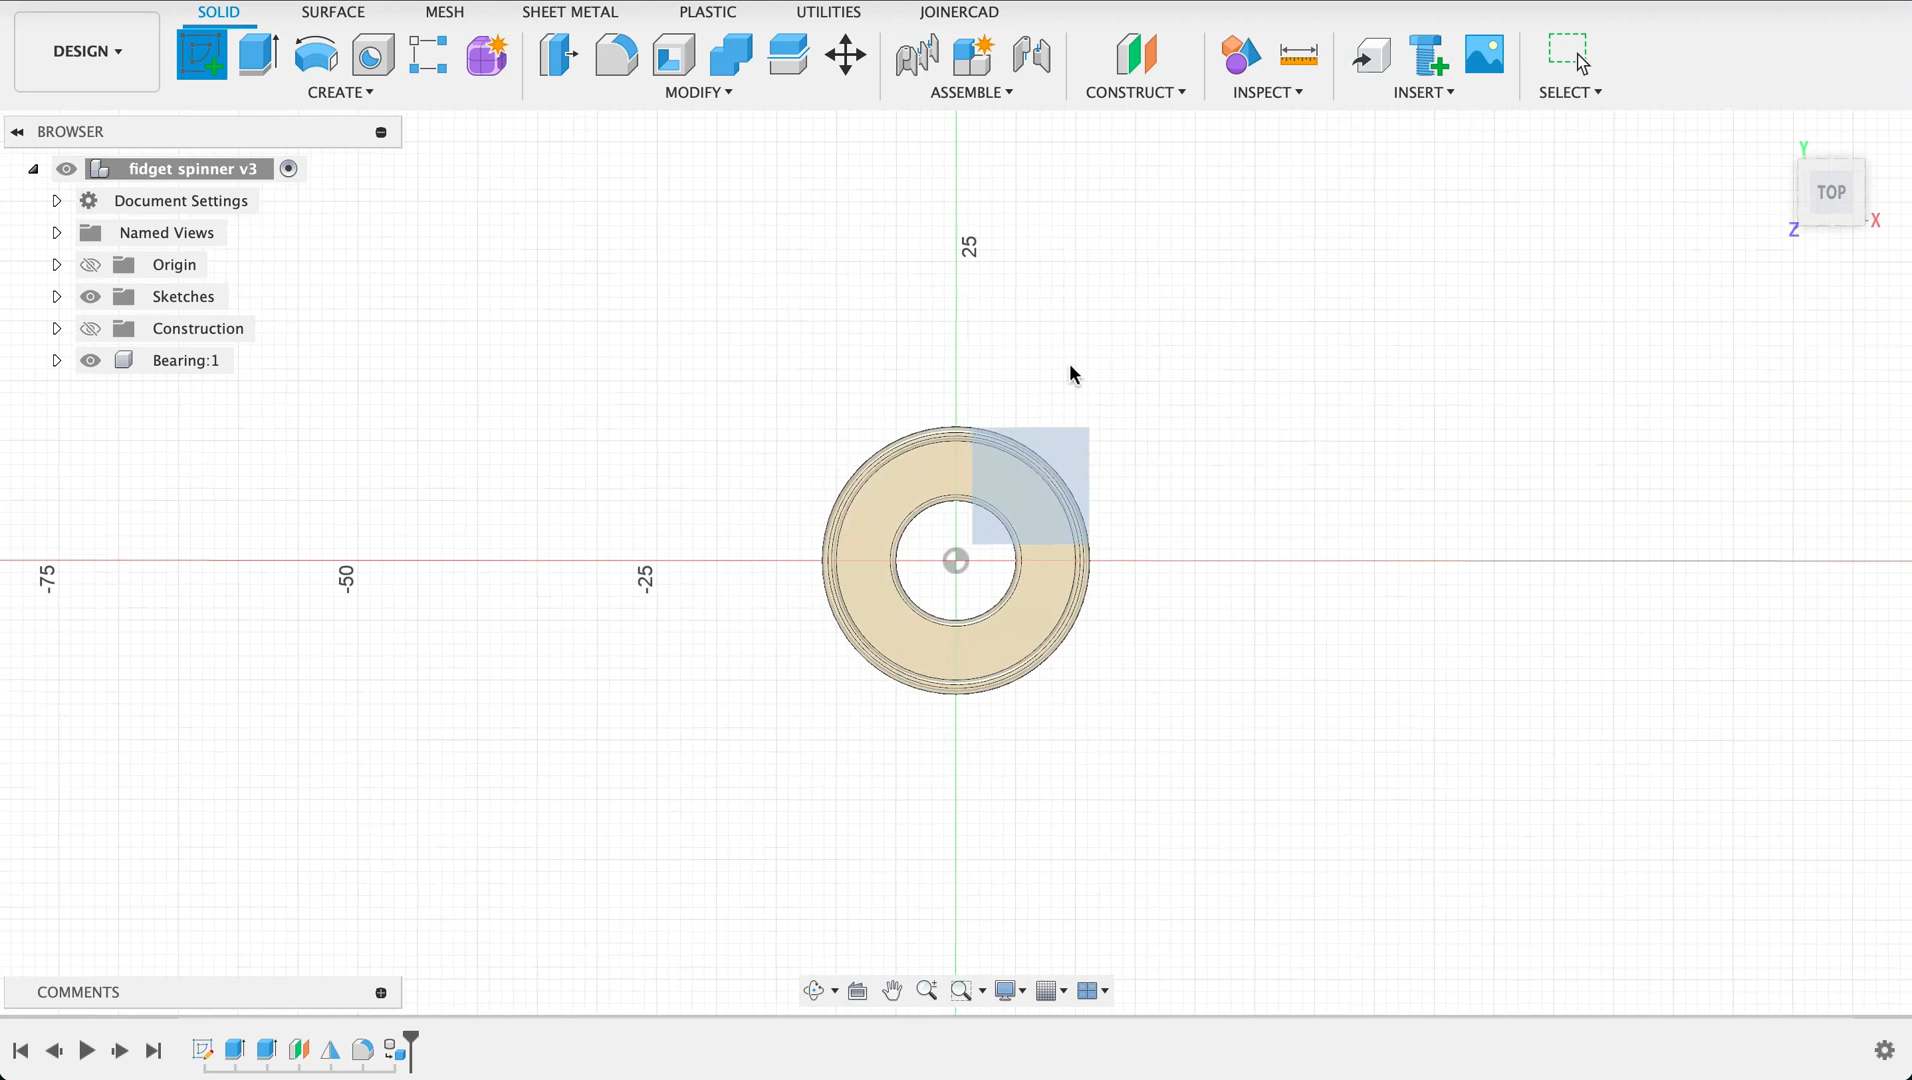 SOLID SURFACE MESH SHEET METAL PLASTIC UTILITIES JOINERCAD
DESIGN
CREATE MODIFY ASSEMBLE CONSTRUCT INSPECT INSERT SELECT
BROWSER
fidget spinner v3
Document Settings
Named Views
Origin
Sketches
Construction
Bearing:1
Y
TOP
X
Z
25
-75
-50
-25
COMMENTS